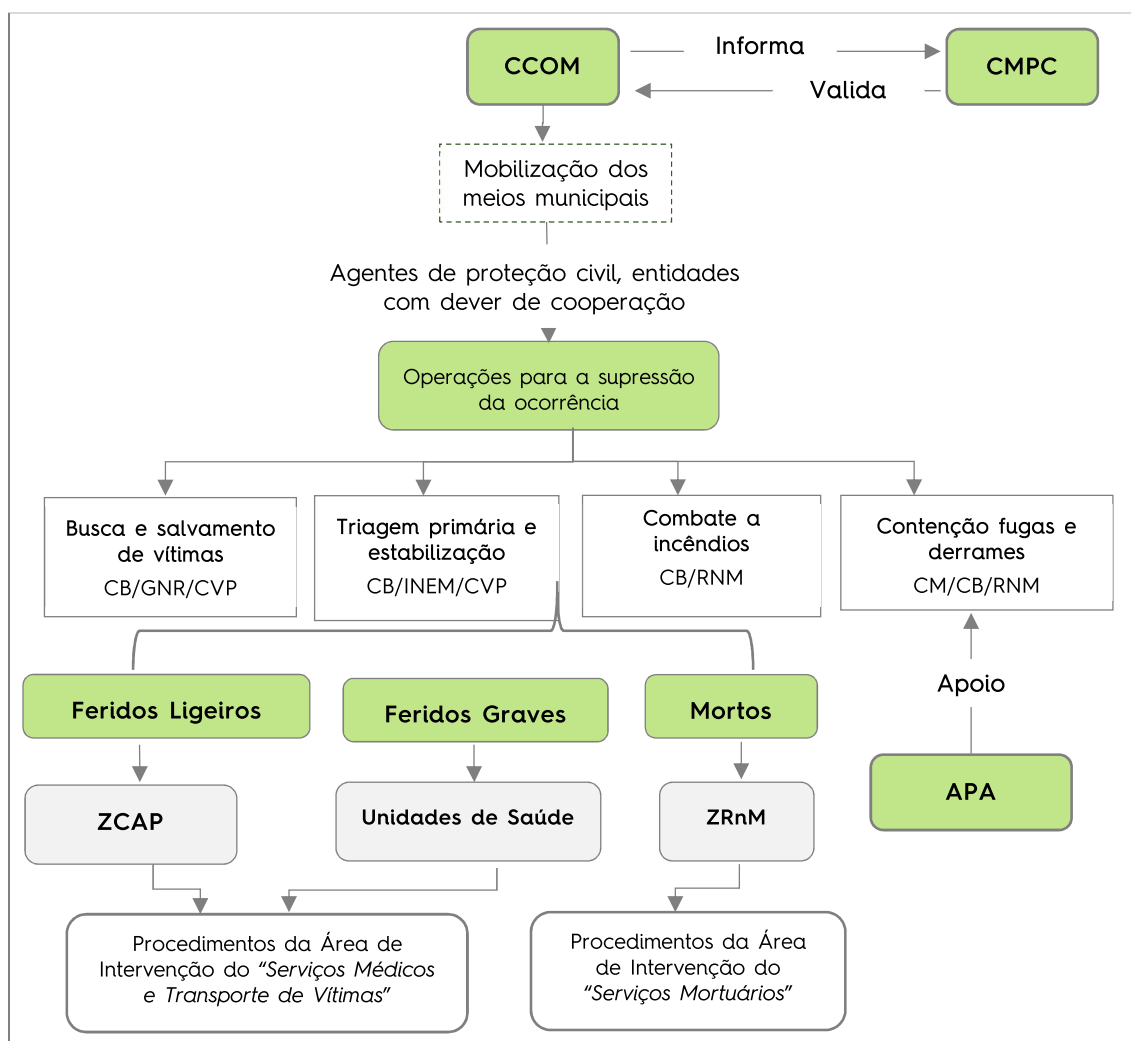 CCOM
Informa
CMPC
Valida
Mobilização dos
meios municipais
Agentes de proteção civil, entidades
com dever de cooperação
Operações para a supressão
da ocorrência
Busca e salvamento
de vítimas
CB/GNR/CVP
Triagem primária e
estabilização
CB/INEM/CVP
Combate a
incêndios
CB/RNM
Contenção fugas e
derrames
CM/CB/RNM
Apoio
APA
Feridos Ligeiros
Feridos Graves
Mortos
ZCAP
Unidades de Saúde
ZRnM
Procedimentos da Área de
Intervenção do “Serviços Médicos
e Transporte de Vítimas”
Procedimentos da Área
de Intervenção do
“Serviços Mortuários”